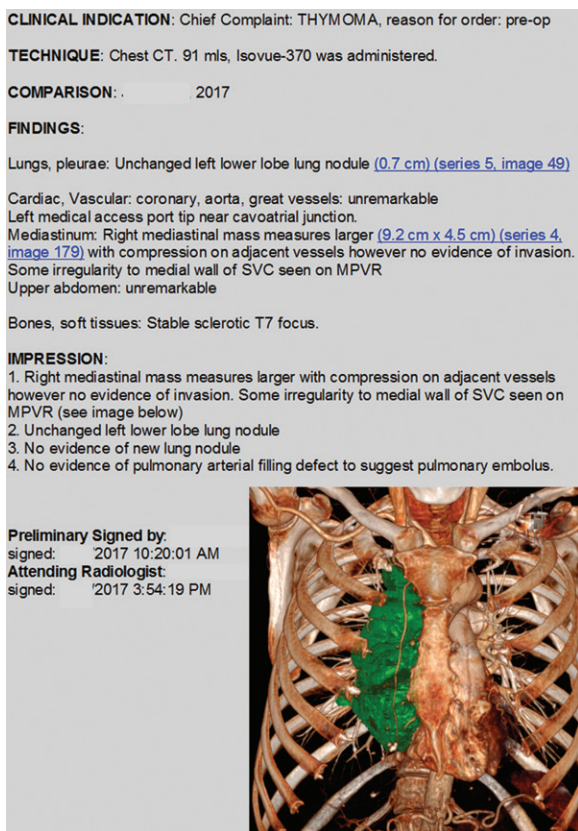 CLINICAL INDICATION: Chief Complaint: THYMOMA, reason for order: pre-op
TECHNIQUE: Chest CT. 91 mls, Isovue-370 was administered.
COMPARISON: 2017
FINDINGS:
Lungs, pleurae: Unchanged left lower lobe lung nodule (0.7 cm) (series 5, image 49)
Cardiac, Vascular: coronary, aorta, great vessels: unremarkable
Left medical access port tip near cavoatrial junction.
Mediastinum: Right mediastinal mass measures larger (9.2 cm x 4.5 cm) (series 4,
image 179) with compression on adjacent vessels however no evidence of invasion.
Some irregularity to medial wall of SVC seen on MPVR
Upper abdomen: unremarkable
Bones, soft tissues: Stable sclerotic T7 focus.
IMPRESSION:
1. Right mediastinal mass measures larger with compression on adjacent vessels
however no evidence of invasion. Some irregularity to medial wall of SVC seen on
MPVR (see image below)
2. Unchanged left lower lobe lung nodule
3. No evidence of new lung nodule
4. No evidence of pulmonary arterial filling defect to suggest pulmonary embolus.
Preliminary Signed by:
signed: /2017 10:20:01 AM
Attending Radiologist:
signed: /2017 3:54:19 PM